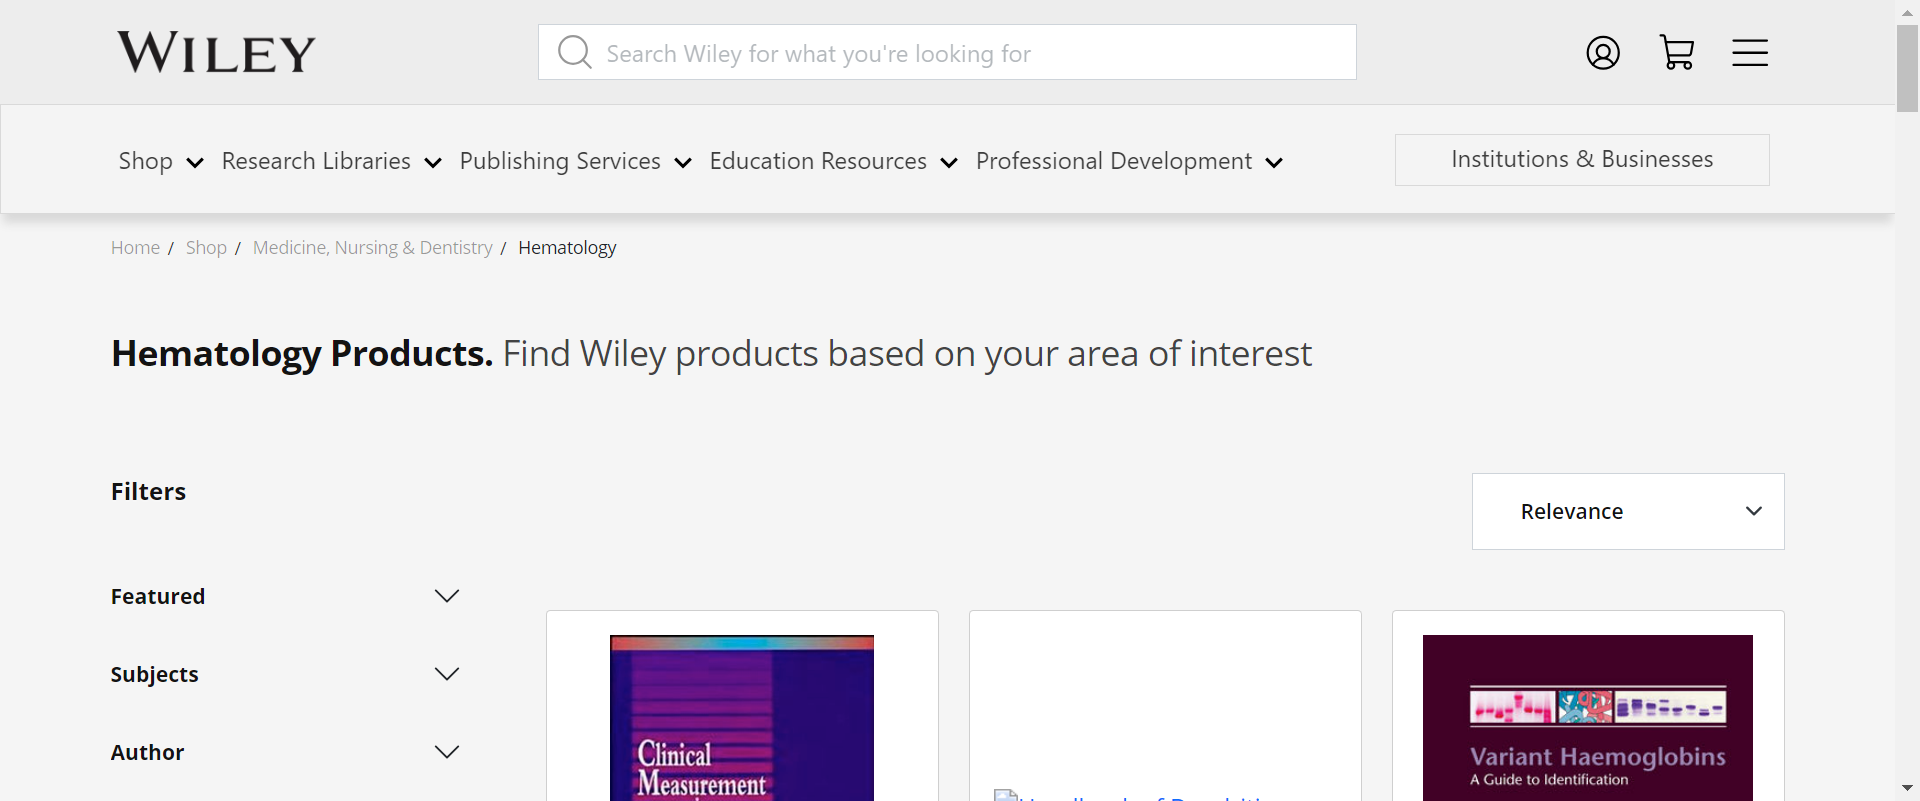 WILEY
Search Wiley for what you're looking for
Shop Research Libraries Publishing Services Education Resources Professional Development Institutions & Businesses
Home / Shop / Medicine, Nursing & Dentistry / Hematology
Hematology Products. Find Wiley products based on your area of interest
Filters
Relevance
Featured
Subjects
Author
Clinical
Measurement
Variant Haemoglobins
A Guide to Identification